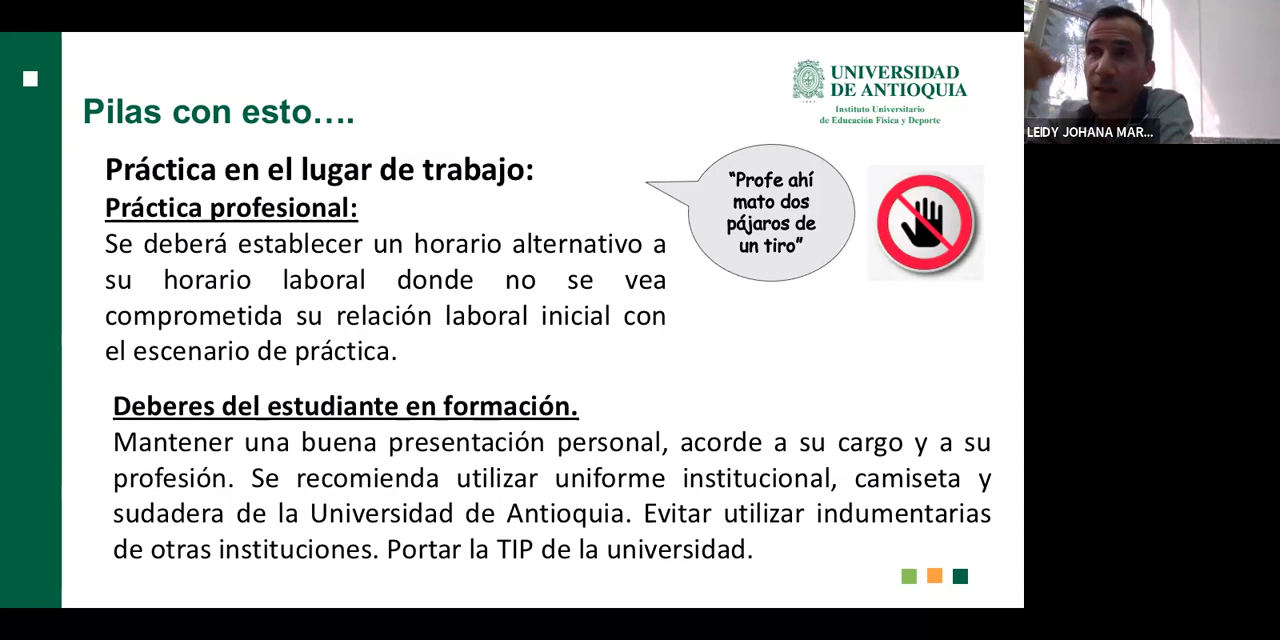 UNIVERSIDAD
DE ANTIOQUIA
Instituto Universitario
de Educación Física y Deporte
Pilas con esto….
Práctica en el lugar de trabajo:
Práctica profesional:
Se deberá establecer un horario alternativo a
su horario laboral donde no se vea
comprometida su relación laboral inicial con
el escenario de práctica.
“Profe ahí
mato dos
pájaros de
un tiro”
Deberes del estudiante en formación.
Mantener una buena presentación personal, acorde a su cargo y a su
profesión. Se recomienda utilizar uniforme institucional, camiseta y
sudadera de la Universidad de Antioquia. Evitar utilizar indumentarias
de otras instituciones. Portar la TIP de la universidad.
LEIDY JOHANA MAR...